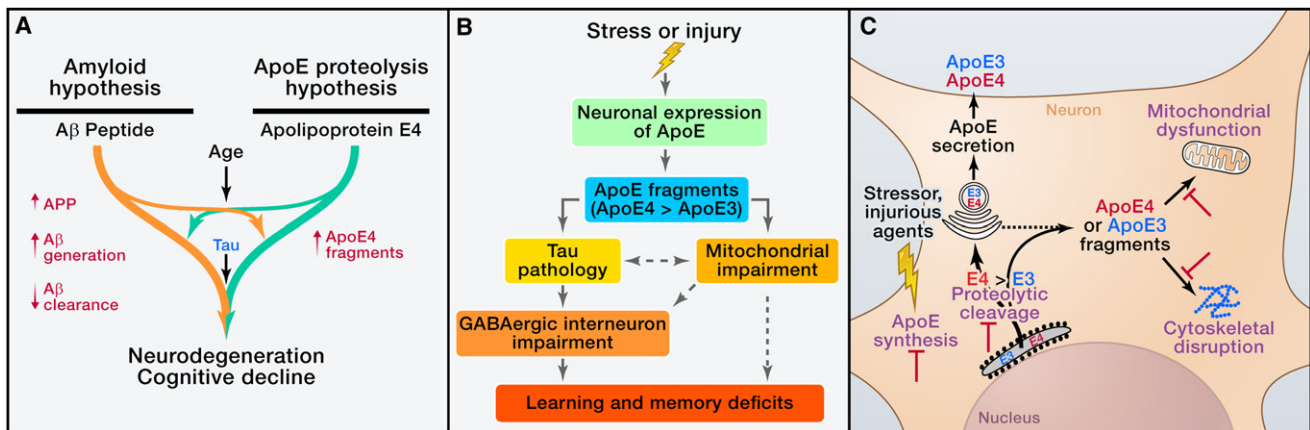 A
Amyloid
hypothesis
ApoE proteolysis
hypothesis
Aβ Peptide
Apolipoprotein E4
Age
↑ APP
↑ Aβ
generation
↓ Aβ
clearance
Tau
↑ ApoE4
fragments
Neurodegeneration
Cognitive decline
B
Stress or injury
Neuronal expression
of ApoE
ApoE fragments
(ApoE4 > ApoE3)
Tau
pathology
Mitochondrial
impairment
GABAergic interneuron
impairment
Learning and memory deficits
C
ApoE3
ApoE4
Neuron
ApoE
secretion
Mitochondrial
dysfunction
Stressor,
injurious
agents
E3
E4
ApoE4
or ApoE3
fragments
E4 > E3
Proteolytic
cleavage
ApoE
synthesis
E3 E4
Cytoskeletal
disruption
Nucleus